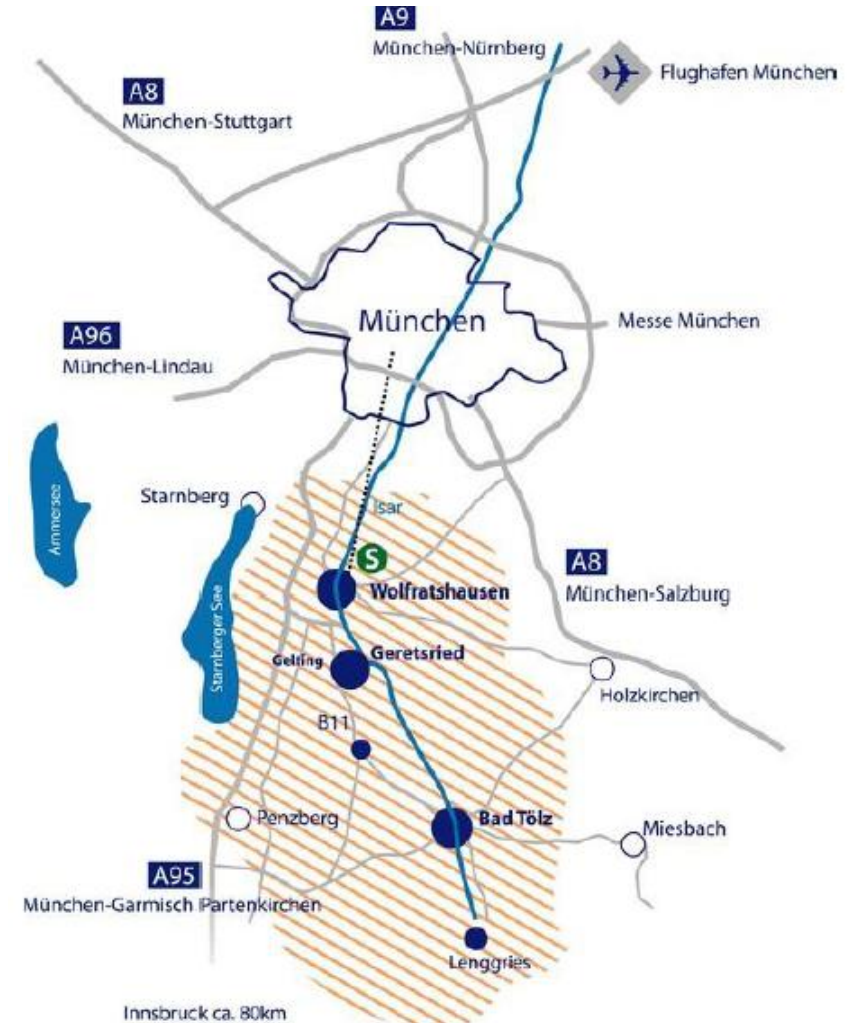 A9
München-Nürnberg
Flughafen München
A8
München-Stuttgart
München
Messe München
A96
München-Lindau
Ammersee
Starnberg
Isar
S
A8
München-Salzburg
Wolfratshausen
Starnberger See
Gelting
Geretsried
Holzkirchen
B11
Penzberg
Bad Tölz
Miesbach
A95
München-Garmisch Partenkirchen
Lenggries
Innsbruck ca. 80km